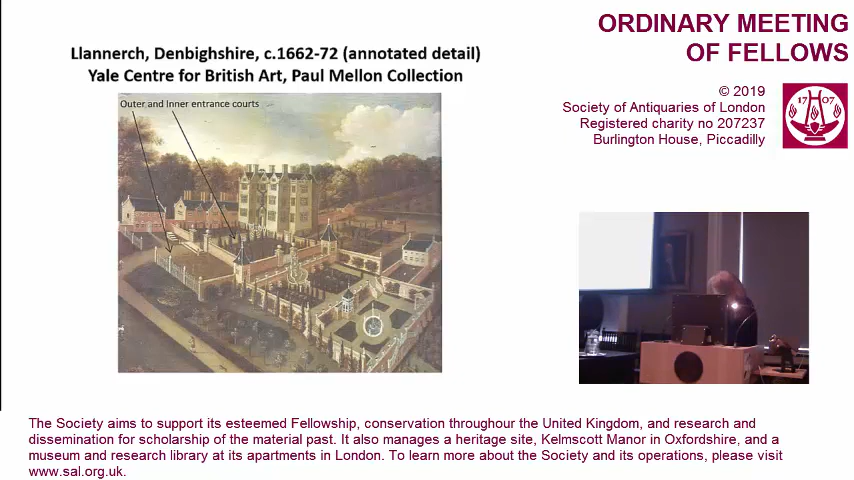 Llannerch, Denbighshire, c.1662-72 (annotated detail)
Yale Centre for British Art, Paul Mellon Collection
Outer and Inner entrance courts
ORDINARY MEETING
OF FELLOWS
© 2019
Society of Antiquaries of London
Registered charity no 207237
Burlington House, Piccadilly
17 07
The Society aims to support its esteemed Fellowship, conservation throughour the United Kingdom, and research and
dissemination for scholarship of the material past. It also manages a heritage site, Kelmscott Manor in Oxfordshire, and a
museum and research library at its apartments in London. To learn more about the Society and its operations, please visit
www.sal.org.uk.